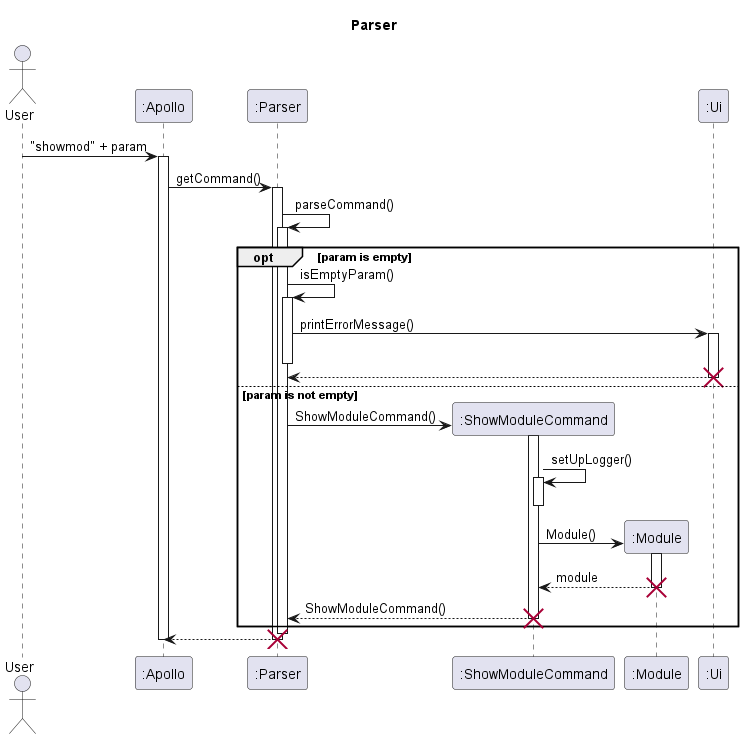 Parser
User
:Apollo
:Parser
:Ui
"showmod" + param
getCommand()
parseCommand()
opt
[param is empty]
isEmptyParam()
printErrorMessage()
[param is not empty]
ShowModuleCommand()
:ShowModuleCommand
setUpLogger()
Module()
:Module
module
ShowModuleCommand()
User
:Apollo
:Parser
:ShowModuleCommand
:Module
:Ui